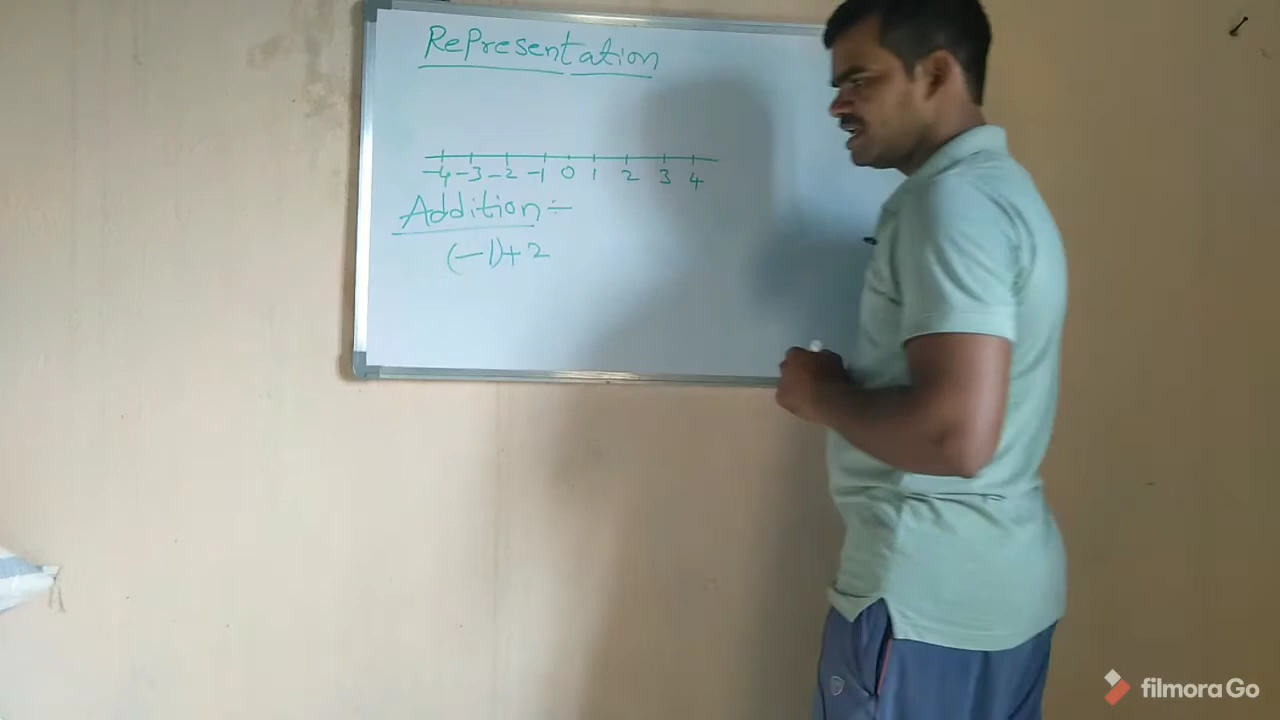 Representation
-4 -3 -2 -1 0 1 2 3 4
Addition :-
(-1)+2
filmoraGo